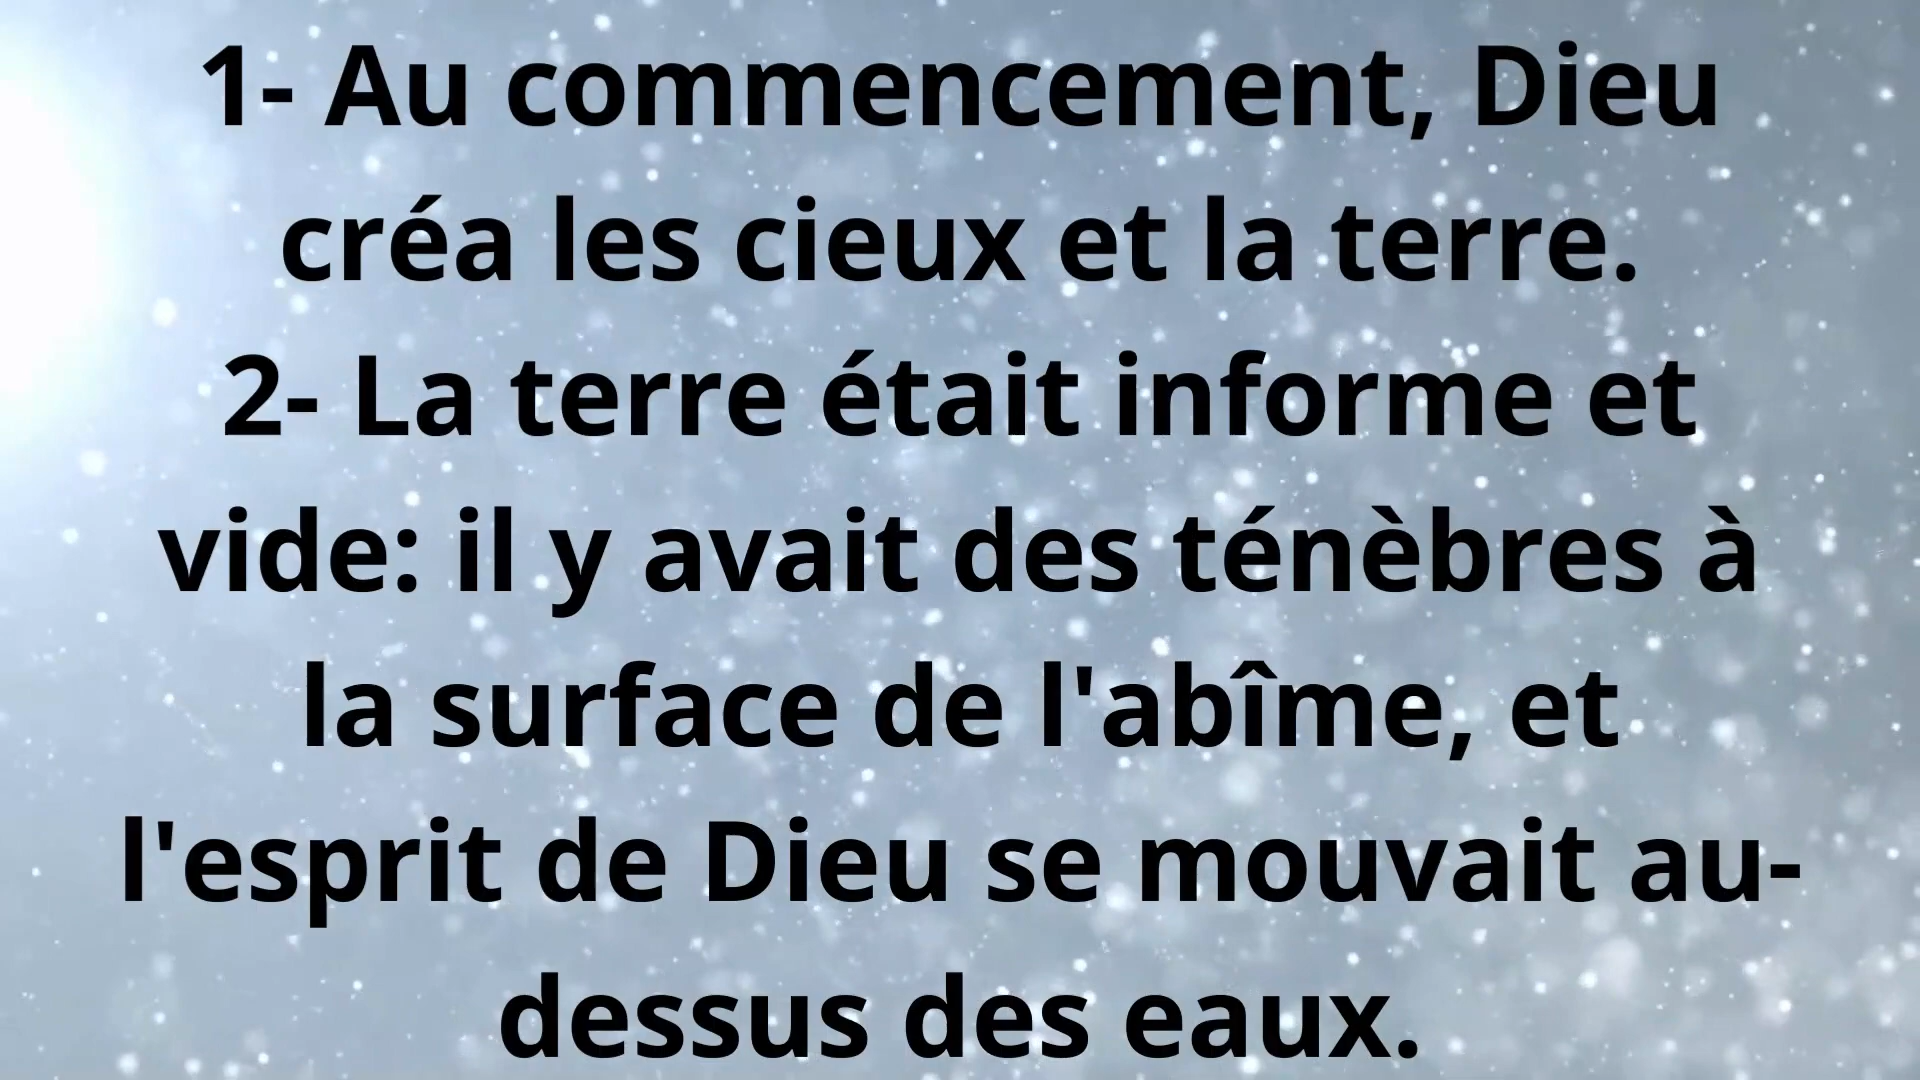 1- Au commencement, Dieu
créa les cieux et la terre.
2- La terre était informe et
vide: il y avait des ténèbres à
la surface de l'abîme, et
l'esprit de Dieu se mouvait au-
dessus des eaux.